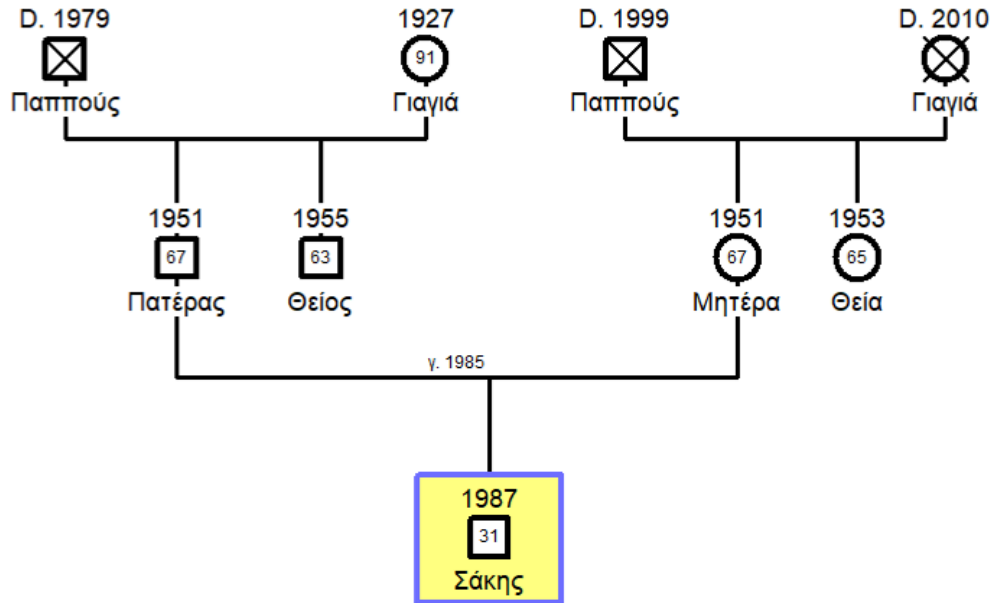 D. 1979 1927 D. 1999 D. 2010
91
Παππούς Γιαγιά Παππούς Γιαγιά
1951 1955 1951 1953
67 63 67 65
Πατέρας Θείος Μητέρα Θεία
γ. 1985
1987
31
Σάκης